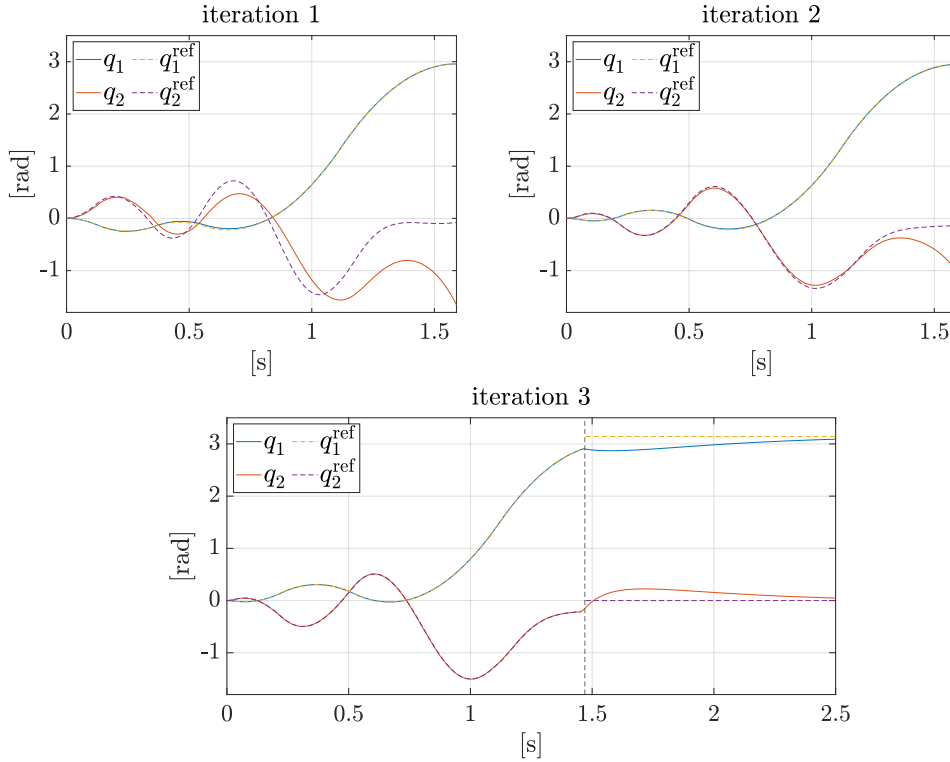 iteration 1
q₁ q₁ʳᵉᶠ
q₂ q₂ʳᵉᶠ
[rad]
3
2
1
0
-1
0 0.5 1 1.5
[s]
iteration 2
q₁ q₁ʳᵉᶠ
q₂ q₂ʳᵉᶠ
[rad]
3
2
1
0
-1
0 0.5 1 1.5
[s]
iteration 3
q₁ q₁ʳᵉᶠ
q₂ q₂ʳᵉᶠ
[rad]
3
2
1
0
-1
0 0.5 1 1.5 2 2.5
[s]